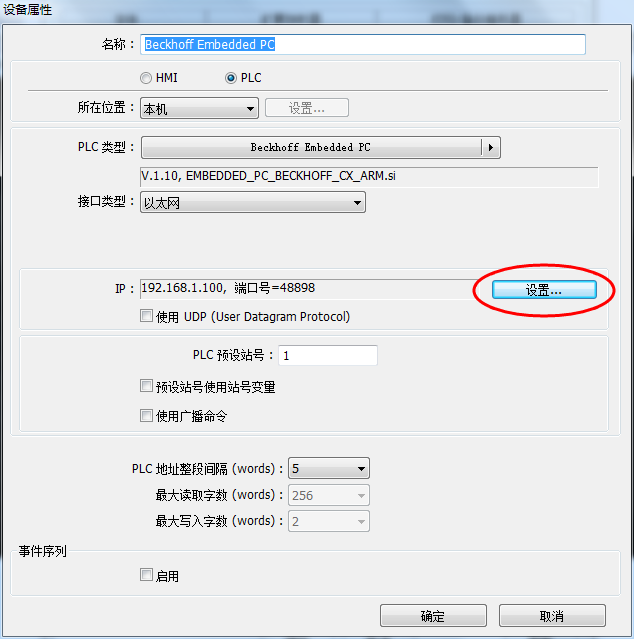 设备属性
名称： Beckhoff Embedded PC
HMI PLC
所在位置： 本机 设置...
PLC 类型： Beckhoff Embedded PC
V.1.10, EMBEDDED_PC_BECKHOFF_CX_ARM.si
接口类型： 以太网
IP： 192.168.1.100, 端口号=48898 设置...
使用 UDP (User Datagram Protocol)
PLC 预设站号： 1
预设站号使用站号变量
使用广播命令
PLC 地址整段间隔 (words)： 5
最大读取字数 (words)： 256
最大写入字数 (words)： 2
事件序列
启用
确定 取消